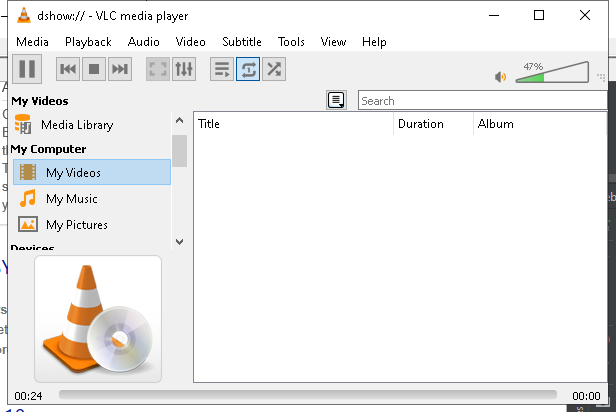 dshow:// - VLC media player
Media Playback Audio Video Subtitle Tools View Help
47%
My Videos
Search
Media Library
Title Duration Album
My Computer
My Videos
My Music
My Pictures
Devices
00:24 00:00